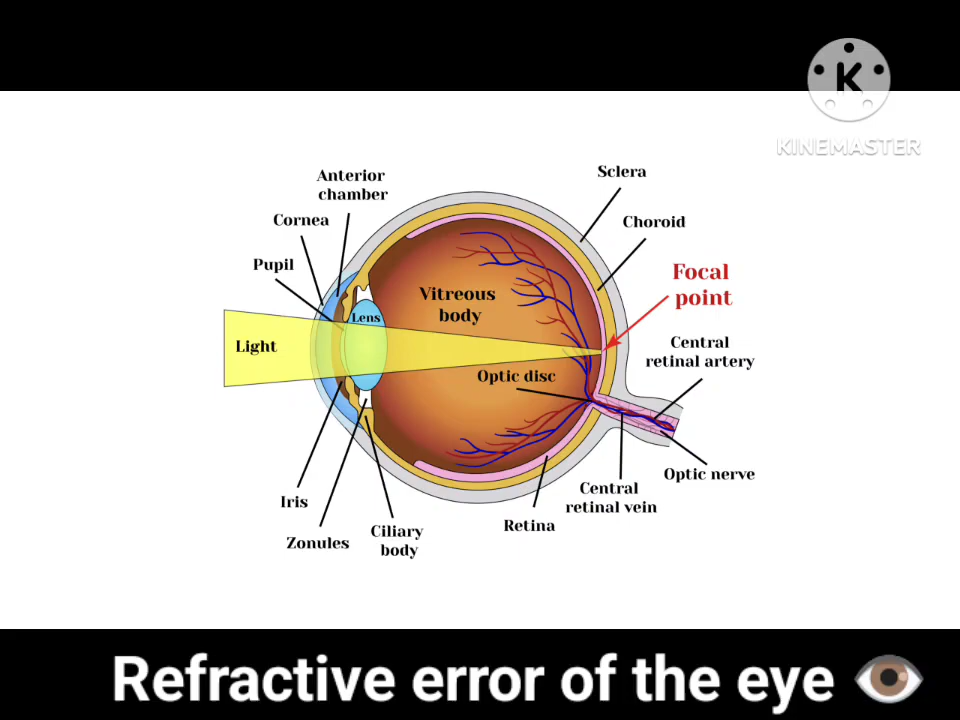 K
KINEMASTER
Anterior
chamber
Sclera
Cornea
Choroid
Pupil
Focal
point
Vitreous
body
Lens
Light
Central
retinal artery
Optic disc
Optic nerve
Central
retinal vein
Iris
Retina
Zonules
Ciliary
body
Refractive error of the eye 👁️